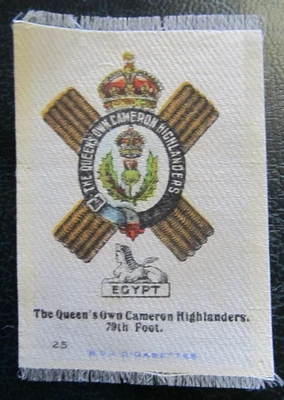 THE QUEEN'S OWN CAMERON HIGHLANDERS
EGYPT
The Queen's Own Cameron Highlanders.
79th Foot.
25
B.D.V. CIGARETTES